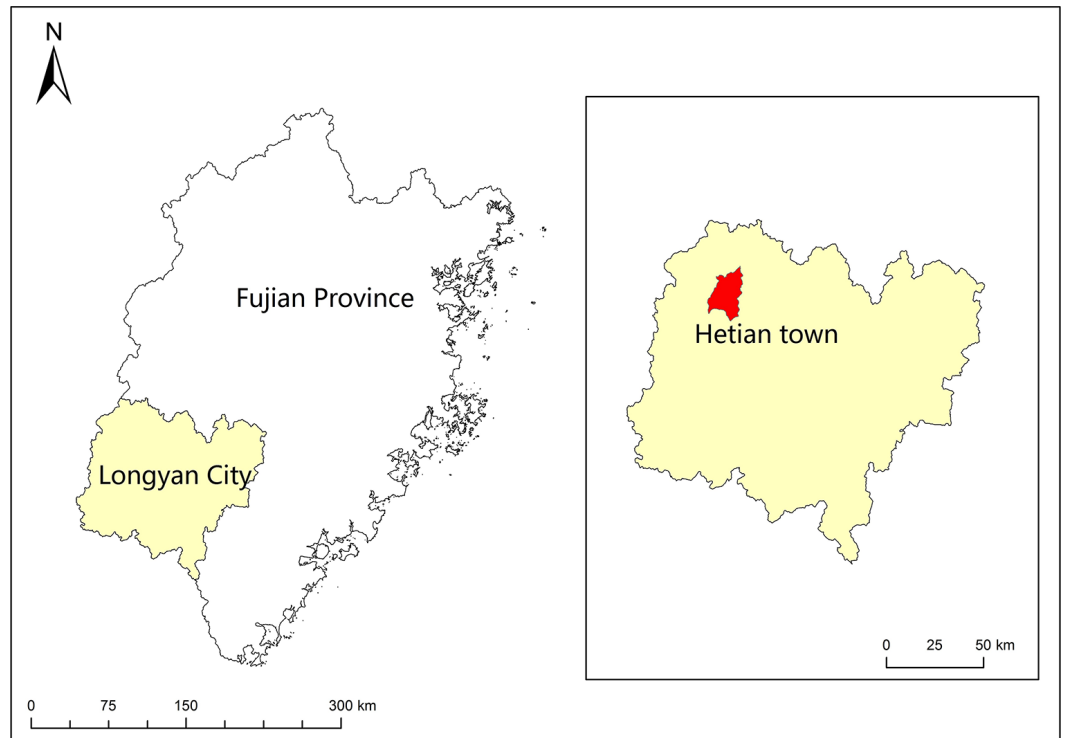 N
Fujian Province
Longyan City
0 75 150 300 km
Hetian town
0 25 50 km